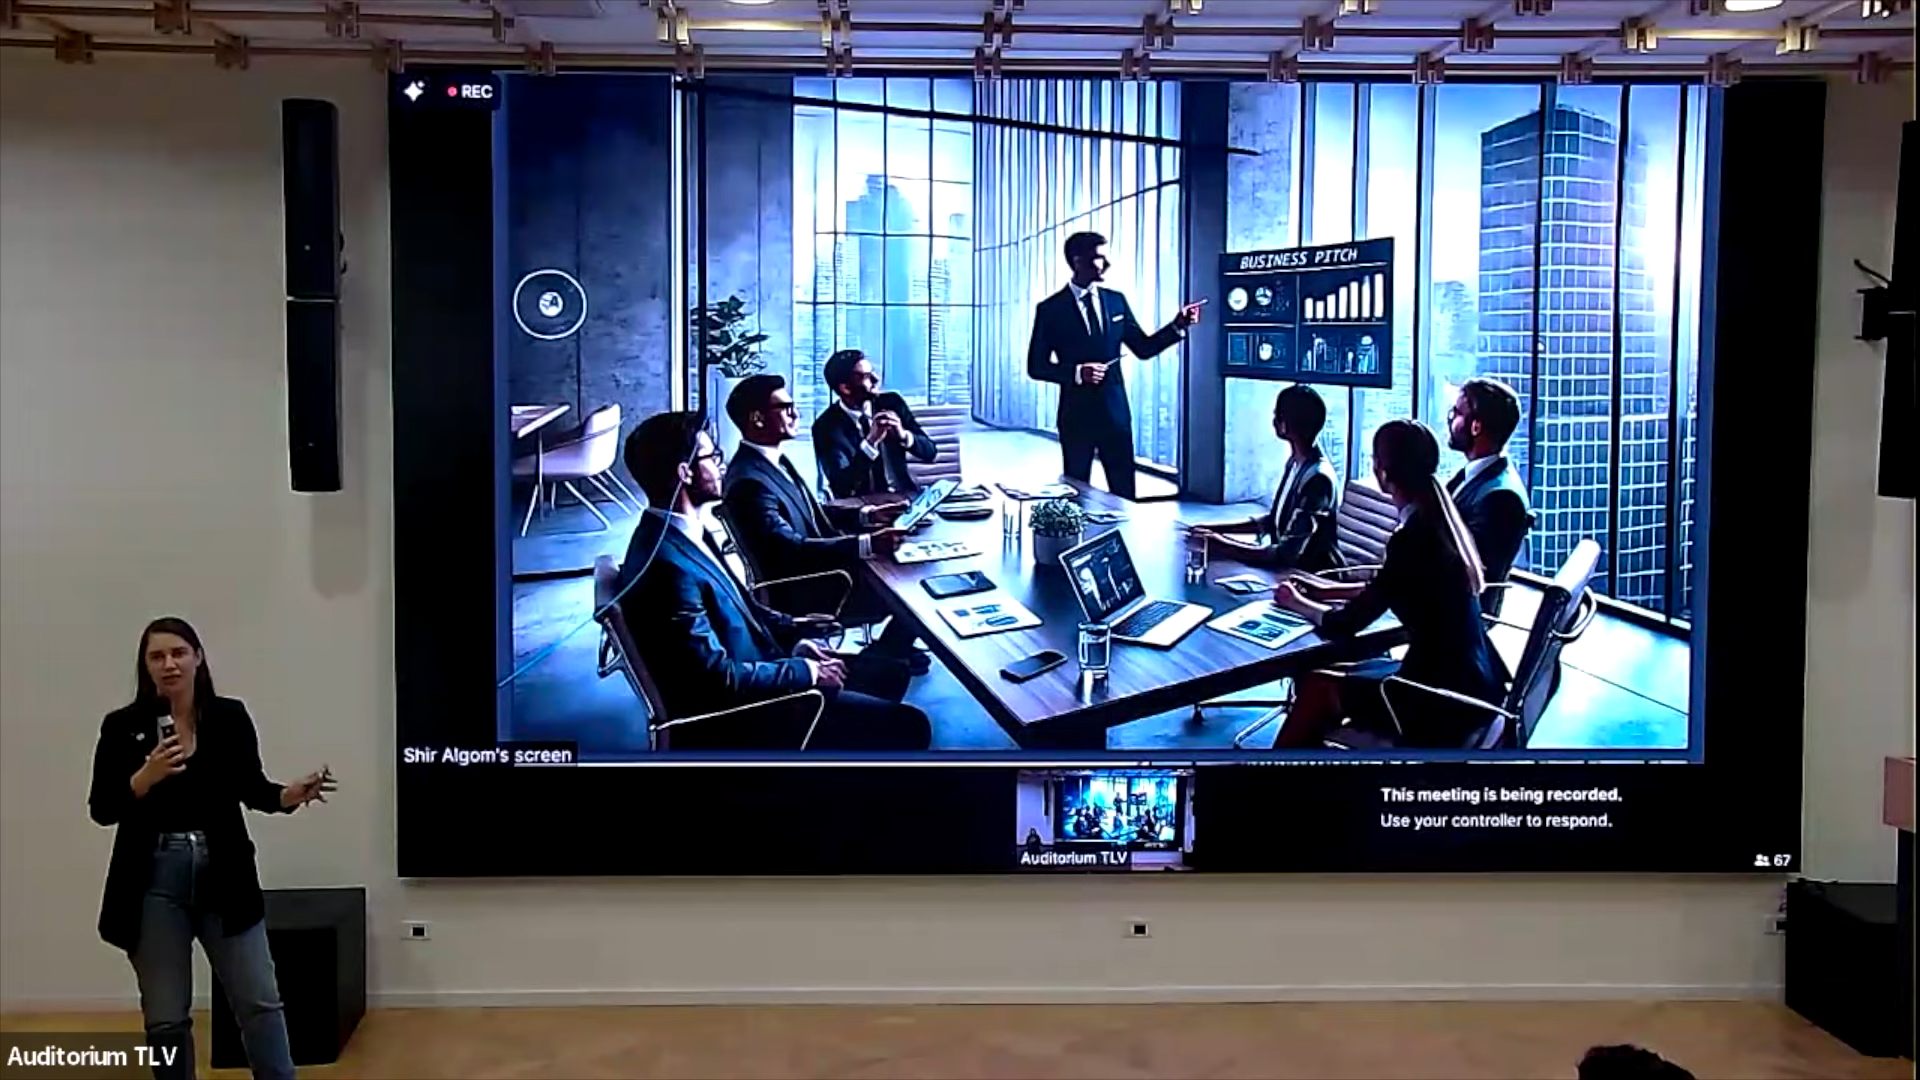 REC
BUSINESS PITCH
Shir Algom's screen
This meeting is being recorded.
Use your controller to respond.
Auditorium TLV
67
Auditorium TLV